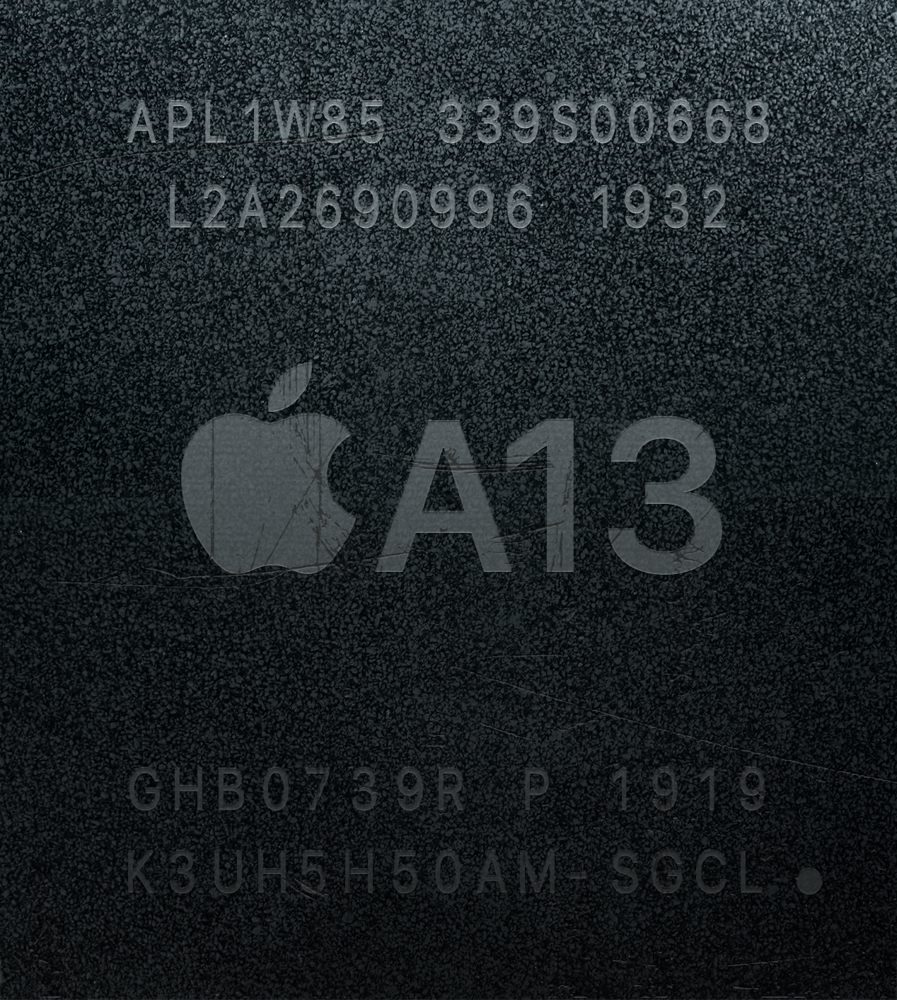 APL1W85 339S00668
L2A2690996 1932
A13
GHB0739R P 1919
K3UH5H50AM-SGCL